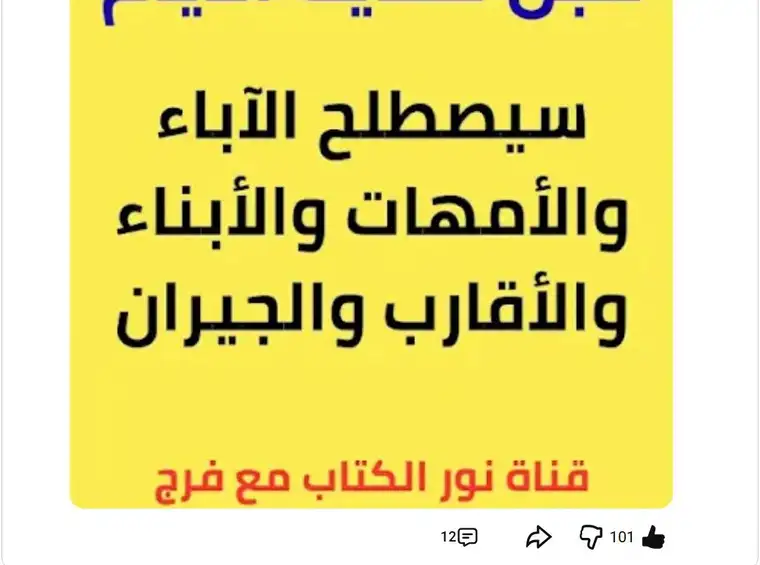 سيصطلح الآباء
والأمهات والأبناء
والأقارب والجيران
قناة نور الكتاب مع فرج
101
12